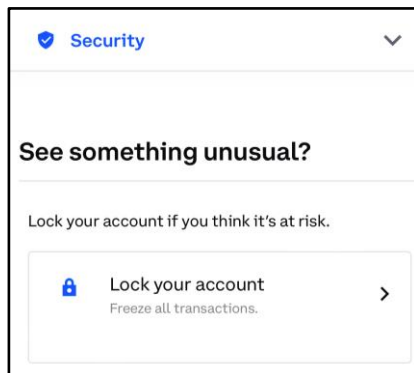 Security
See something unusual?
Lock your account if you think it's at risk.
Lock your account
Freeze all transactions.